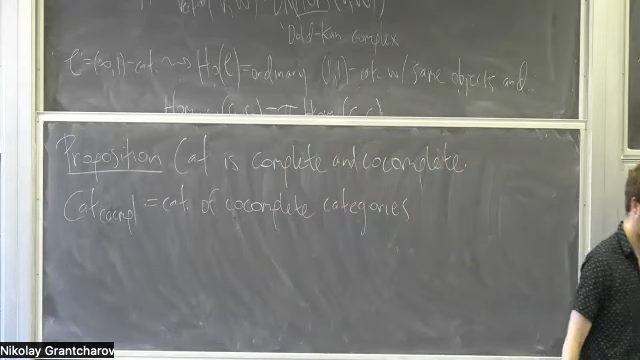 Dold-Kan complex
C=(∞,1)-cat. ⇝ Ho(C)=ordinary (1,1)-cat. w/ same objects and
Proposition Cat is complete and cocomplete.
Cat_cocmpl := cat. of cocomplete categories
Nikolay Grantcharov